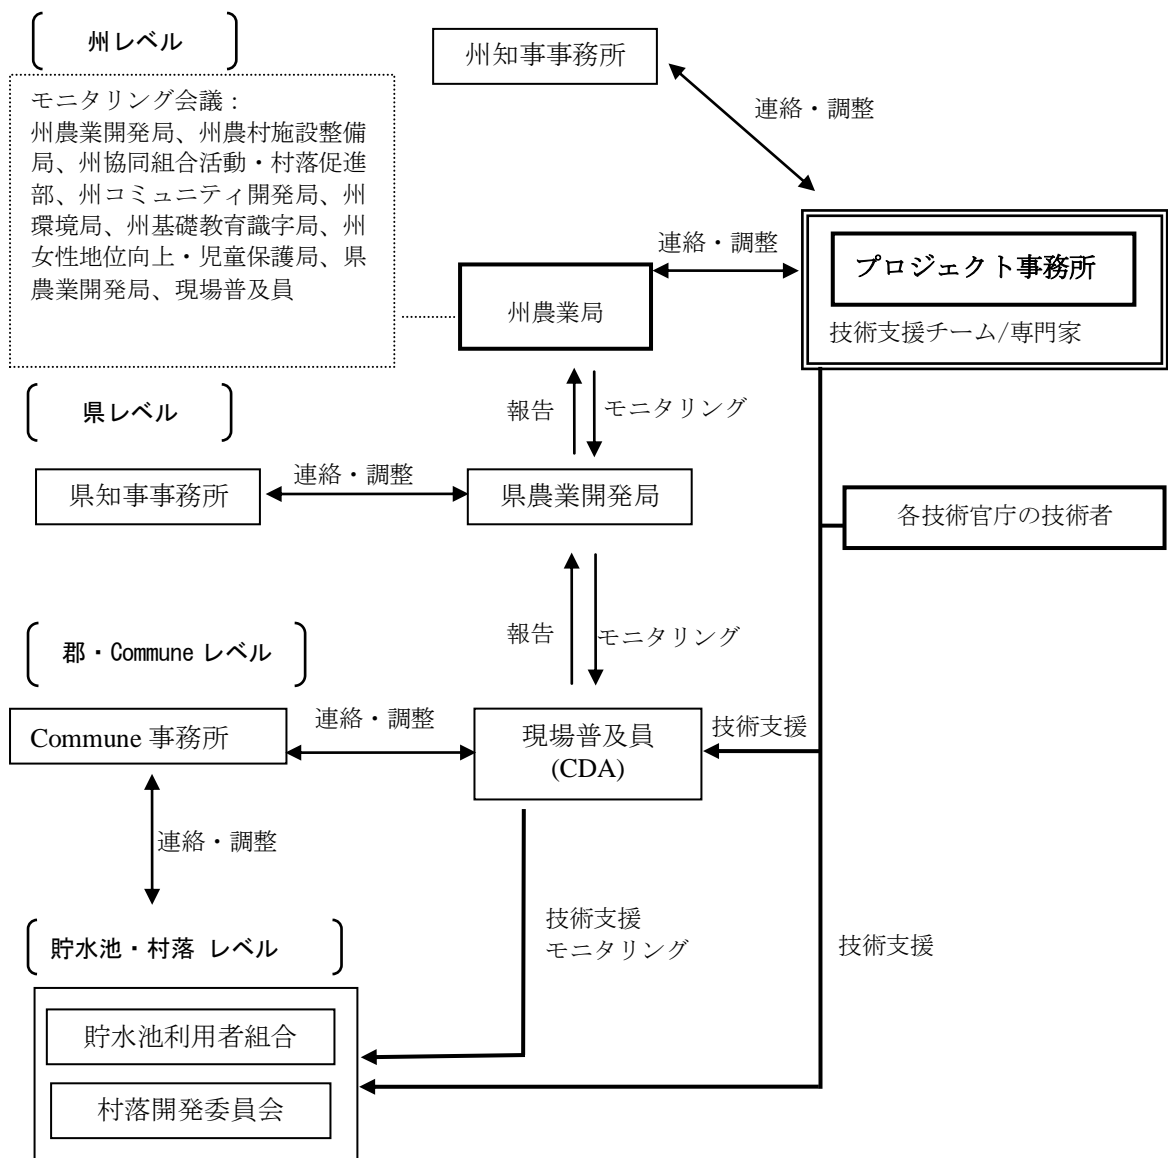 州レベル
州知事事務所
モニタリング会議：
州農業開発局、州農村施設整備
局、州協同組合活動・村落促進
部、州コミュニティ開発局、州
環境局、州基礎教育識字局、州
女性地位向上・児童保護局、県
農業開発局、現場普及員
連絡・調整
連絡・調整
プロジェクト事務所
技術支援チーム/専門家
州農業局
報告
モニタリング
県レベル
県知事事務所
連絡・調整
県農業開発局
各技術官庁の技術者
報告
モニタリング
郡・Commune レベル
Commune 事務所
連絡・調整
現場普及員
(CDA)
技術支援
連絡・調整
技術支援
モニタリング
技術支援
貯水池・村落 レベル
貯水池利用者組合
村落開発委員会